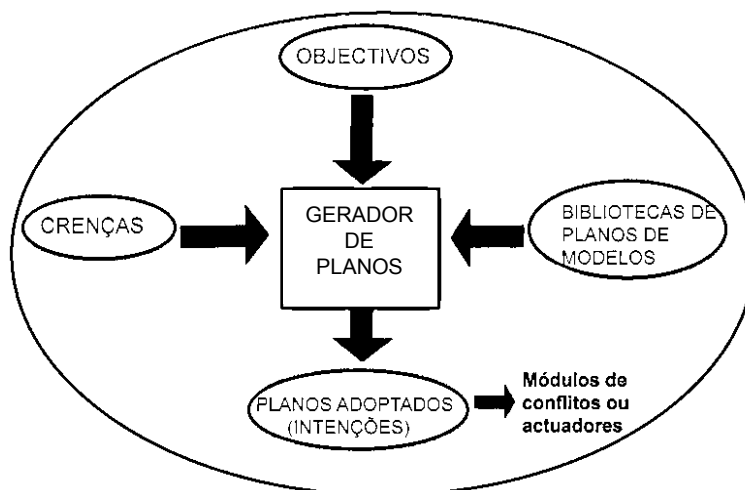 OBJECTIVOS
CRENÇAS
GERADOR
DE
PLANOS
BIBLIOTECAS DE
PLANOS DE
MODELOS
PLANOS ADOPTADOS
(INTENÇÕES)
Módulos de
conflitos ou
actuadores